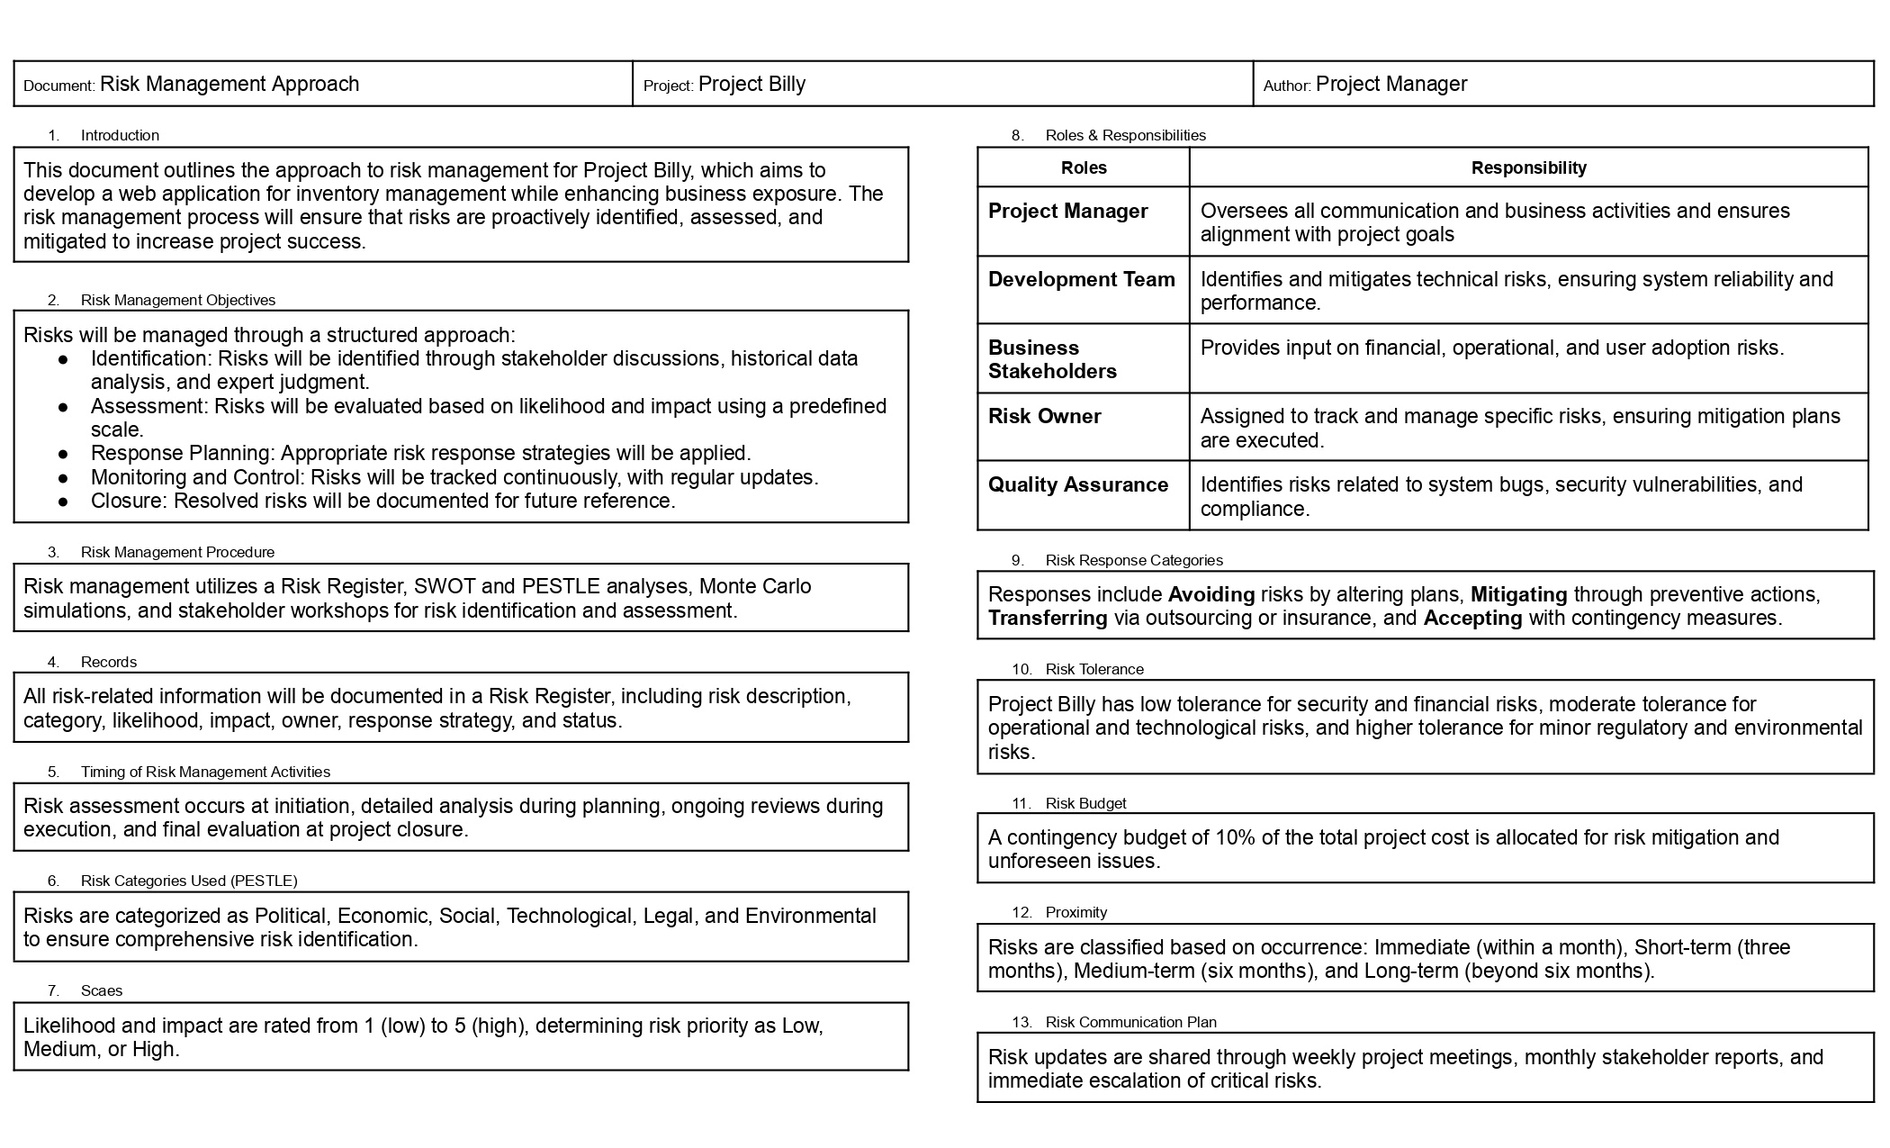 Document: Risk Management Approach
Project: Project Billy
Author: Project Manager
1. Introduction
This document outlines the approach to risk management for Project Billy, which aims to
develop a web application for inventory management while enhancing business exposure. The
risk management process will ensure that risks are proactively identified, assessed, and
mitigated to increase project success.
2. Risk Management Objectives
Risks will be managed through a structured approach:
● Identification: Risks will be identified through stakeholder discussions, historical data
analysis, and expert judgment.
● Assessment: Risks will be evaluated based on likelihood and impact using a predefined
scale.
● Response Planning: Appropriate risk response strategies will be applied.
● Monitoring and Control: Risks will be tracked continuously, with regular updates.
● Closure: Resolved risks will be documented for future reference.
3. Risk Management Procedure
Risk management utilizes a Risk Register, SWOT and PESTLE analyses, Monte Carlo
simulations, and stakeholder workshops for risk identification and assessment.
4. Records
All risk-related information will be documented in a Risk Register, including risk description,
category, likelihood, impact, owner, response strategy, and status.
5. Timing of Risk Management Activities
Risk assessment occurs at initiation, detailed analysis during planning, ongoing reviews during
execution, and final evaluation at project closure.
6. Risk Categories Used (PESTLE)
Risks are categorized as Political, Economic, Social, Technological, Legal, and Environmental
to ensure comprehensive risk identification.
7. Scaes
Likelihood and impact are rated from 1 (low) to 5 (high), determining risk priority as Low,
Medium, or High.
8. Roles & Responsibilities
Roles
Responsibility
Project Manager
Oversees all communication and business activities and ensures
alignment with project goals
Development Team
Identifies and mitigates technical risks, ensuring system reliability and
performance.
Business
Stakeholders
Provides input on financial, operational, and user adoption risks.
Risk Owner
Assigned to track and manage specific risks, ensuring mitigation plans
are executed.
Quality Assurance
Identifies risks related to system bugs, security vulnerabilities, and
compliance.
9. Risk Response Categories
Responses include Avoiding risks by altering plans, Mitigating through preventive actions,
Transferring via outsourcing or insurance, and Accepting with contingency measures.
10. Risk Tolerance
Project Billy has low tolerance for security and financial risks, moderate tolerance for
operational and technological risks, and higher tolerance for minor regulatory and environmental
risks.
11. Risk Budget
A contingency budget of 10% of the total project cost is allocated for risk mitigation and
unforeseen issues.
12. Proximity
Risks are classified based on occurrence: Immediate (within a month), Short-term (three
months), Medium-term (six months), and Long-term (beyond six months).
13. Risk Communication Plan
Risk updates are shared through weekly project meetings, monthly stakeholder reports, and
immediate escalation of critical risks.